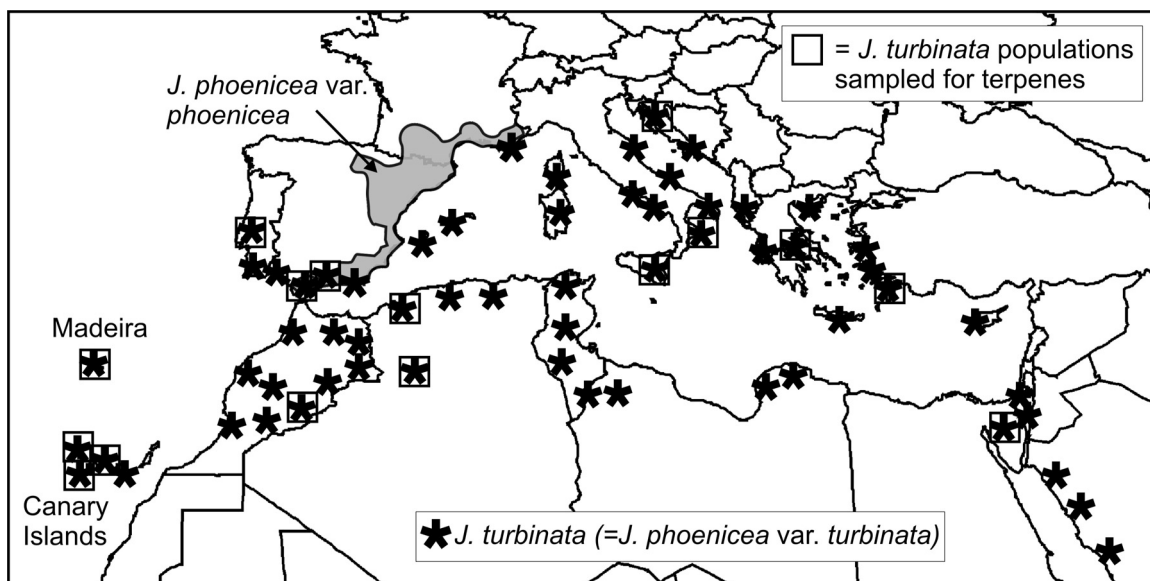 J. phoenicea var.
phoenicea
= J. turbinata populations
sampled for terpenes
Madeira
Canary
Islands
J. turbinata (=J. phoenicea var. turbinata)